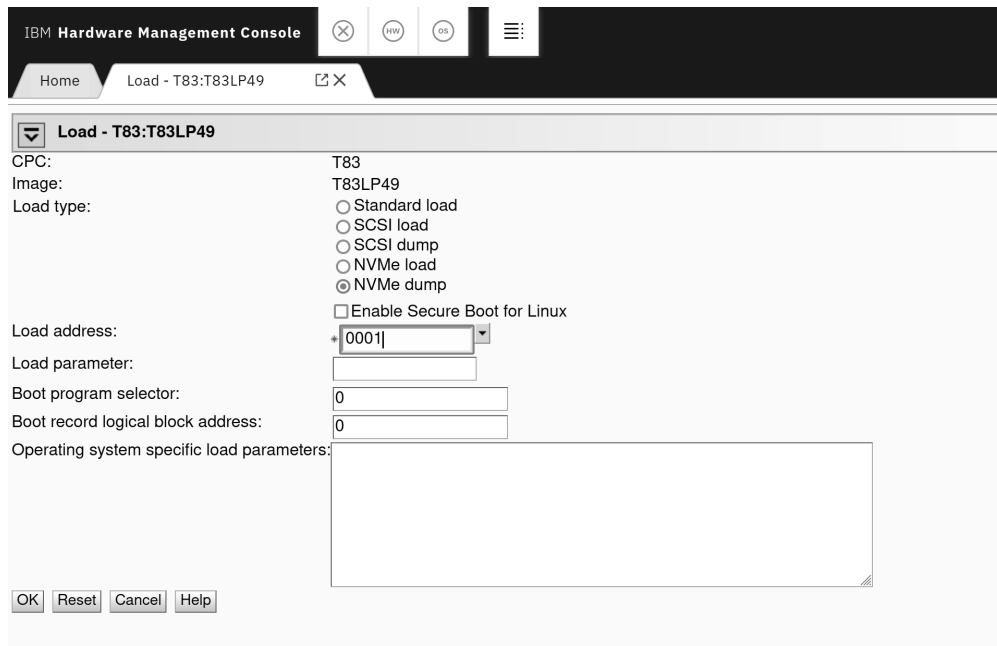 IBM Hardware Management Console
HW
OS
Home
Load - T83:T83LP49
Load - T83:T83LP49
CPC: T83
Image: T83LP49
Load type: Standard load
SCSI load
SCSI dump
NVMe load
NVMe dump
Enable Secure Boot for Linux
Load address: * 0001
Load parameter:
Boot program selector: 0
Boot record logical block address: 0
Operating system specific load parameters:
OK Reset Cancel Help